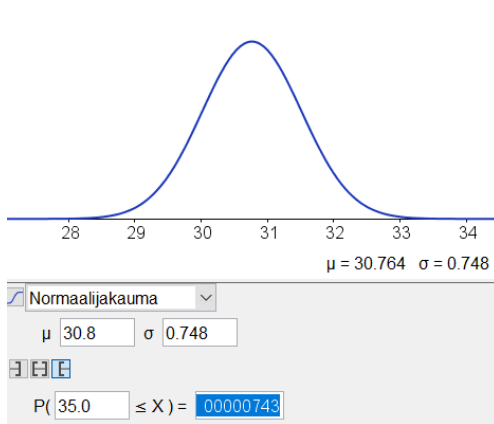 28 29 30 31 32 33 34
μ = 30.764 σ = 0.748
Normaalijakauma
μ 30.8 σ 0.748
P( 35.0 ≤ X ) = 00000743